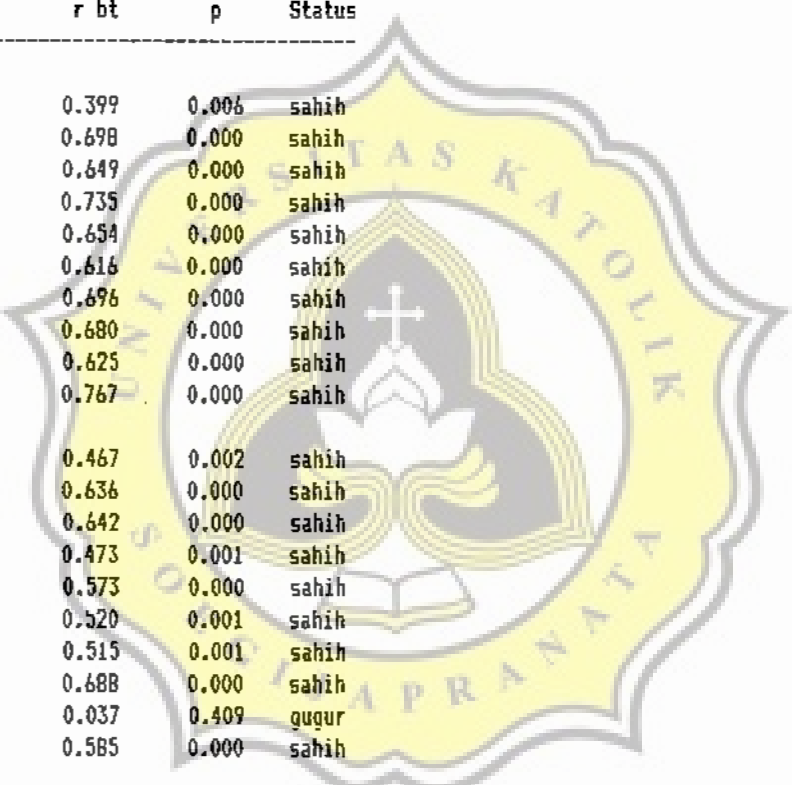 r bt p Status
0.399 0.006 sahih
0.698 0.000 sahih
0.649 0.000 sahih
0.735 0.000 sahih
0.654 0.000 sahih
0.616 0.000 sahih
0.696 0.000 sahih
0.680 0.000 sahih
0.625 0.000 sahih
0.767 0.000 sahih
0.467 0.002 sahih
0.636 0.000 sahih
0.642 0.000 sahih
0.473 0.001 sahih
0.573 0.000 sahih
0.520 0.001 sahih
0.515 0.001 sahih
0.688 0.000 sahih
0.037 0.409 gugur
0.585 0.000 sahih
UNIVERSITAS KATOLIK
SOEGIJAPRANATA